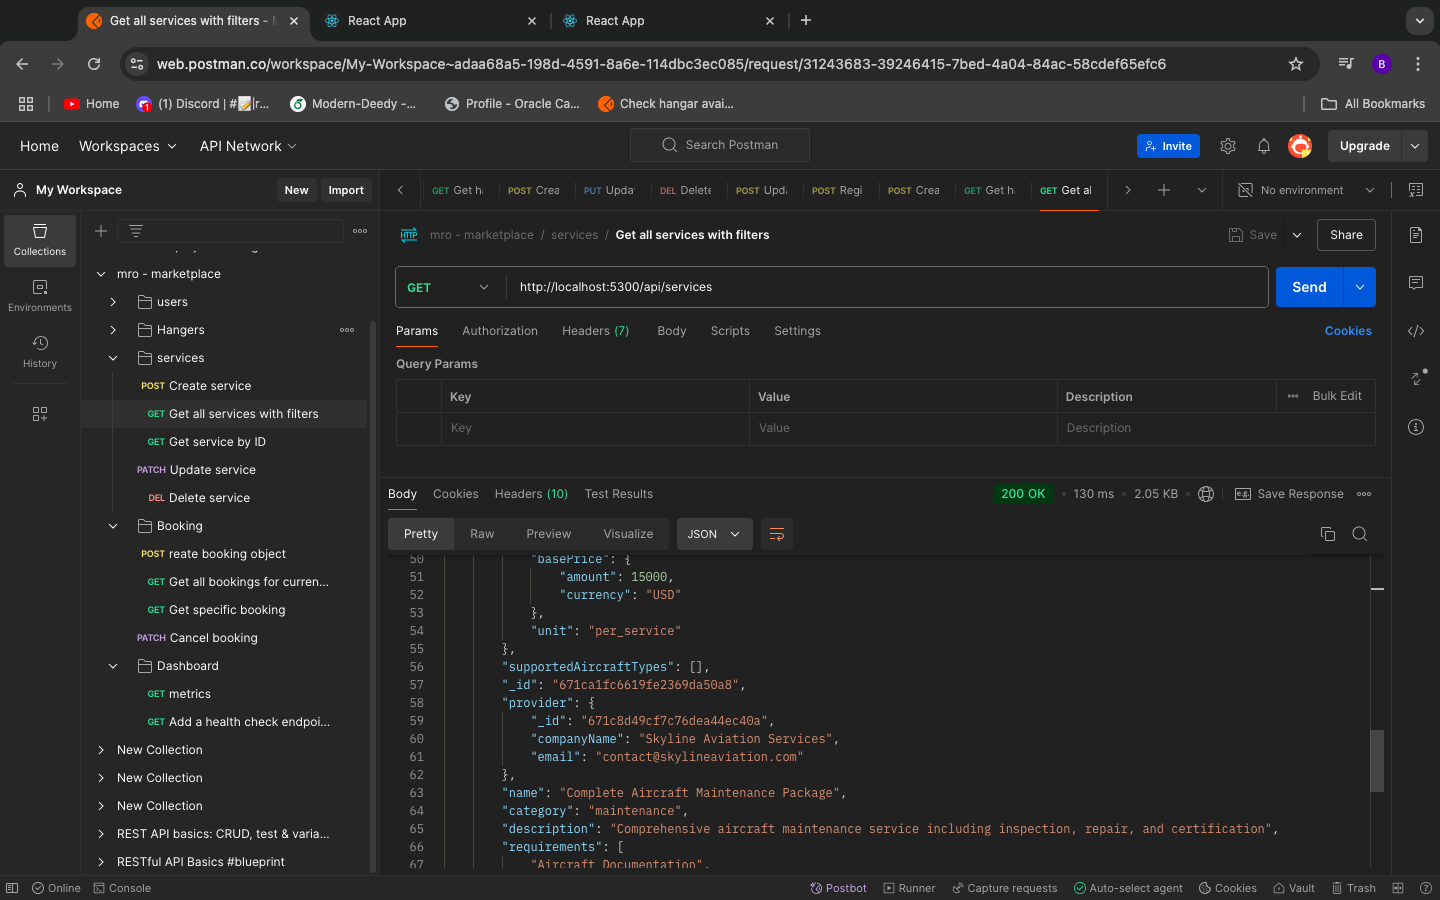 Get all services with filters - M
React App
React App
web.postman.co/workspace/My-Workspace~adaa68a5-198d-4591-8a6e-114dbc3ec085/request/31243683-39246415-7bed-4a04-84ac-58cdef65efc6
B
Home
(1) Discord | #📝|r...
Modern-Deedy -...
Profile - Oracle Ca...
Check hangar avai...
All Bookmarks
Home
Workspaces
API Network
Search Postman
Invite
Upgrade
My Workspace
New
Import
GET Get h
POST Crea
PUT Upda
DEL Delete
POST Upd
POST Regi
POST Crea
GET Get h
GET Get al
No environment
Collections
Environments
History
mro - marketplace
users
Hangers
services
POST Create service
GET Get all services with filters
GET Get service by ID
PATCH Update service
DEL Delete service
Booking
POST reate booking object
GET Get all bookings for curren...
GET Get specific booking
PATCH Cancel booking
Dashboard
GET metrics
GET Add a health check endpoi...
New Collection
New Collection
New Collection
REST API basics: CRUD, test & varia...
RESTful API Basics #blueprint
HTTP mro - marketplace / services / Get all services with filters
Save
Share
GET
http://localhost:5300/api/services
Send
Params
Authorization
Headers (7)
Body
Scripts
Settings
Cookies
Query Params
Key
Value
Description
Bulk Edit
Key
Value
Description
Body
Cookies
Headers (10)
Test Results
200 OK
130 ms
2.05 KB
e.g. Save Response
Pretty
Raw
Preview
Visualize
JSON
50 "basePrice": {
51 "amount": 15000,
52 "currency": "USD"
53 },
54 "unit": "per_service"
55 },
56 "supportedAircraftTypes": [],
57 "_id": "671ca1fc6619fe2369da50a8",
58 "provider": {
59 "_id": "671c8d49cf7c76dea44ec40a",
60 "companyName": "Skyline Aviation Services",
61 "email": "contact@skylineaviation.com"
62 },
63 "name": "Complete Aircraft Maintenance Package",
64 "category": "maintenance",
65 "description": "Comprehensive aircraft maintenance service including inspection, repair, and certification",
66 "requirements": [
67 "Aircraft Documentation",
Online
Console
Postbot
Runner
Capture requests
Auto-select agent
Cookies
Vault
Trash